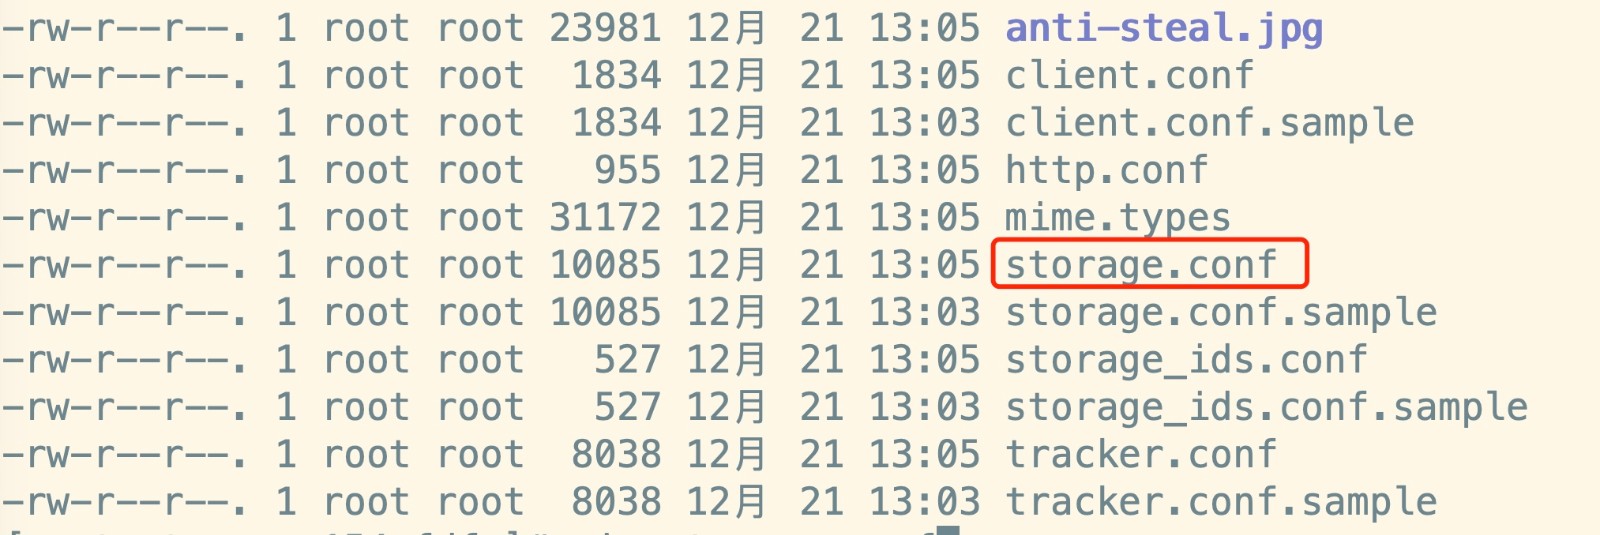 -rw-r--r--. 1 root root 23981 12月 21 13:05 anti-steal.jpg
-rw-r--r--. 1 root root 1834 12月 21 13:05 client.conf
-rw-r--r--. 1 root root 1834 12月 21 13:03 client.conf.sample
-rw-r--r--. 1 root root 955 12月 21 13:05 http.conf
-rw-r--r--. 1 root root 31172 12月 21 13:05 mime.types
-rw-r--r--. 1 root root 10085 12月 21 13:05 storage.conf
-rw-r--r--. 1 root root 10085 12月 21 13:03 storage.conf.sample
-rw-r--r--. 1 root root 527 12月 21 13:05 storage_ids.conf
-rw-r--r--. 1 root root 527 12月 21 13:03 storage_ids.conf.sample
-rw-r--r--. 1 root root 8038 12月 21 13:05 tracker.conf
-rw-r--r--. 1 root root 8038 12月 21 13:03 tracker.conf.sample